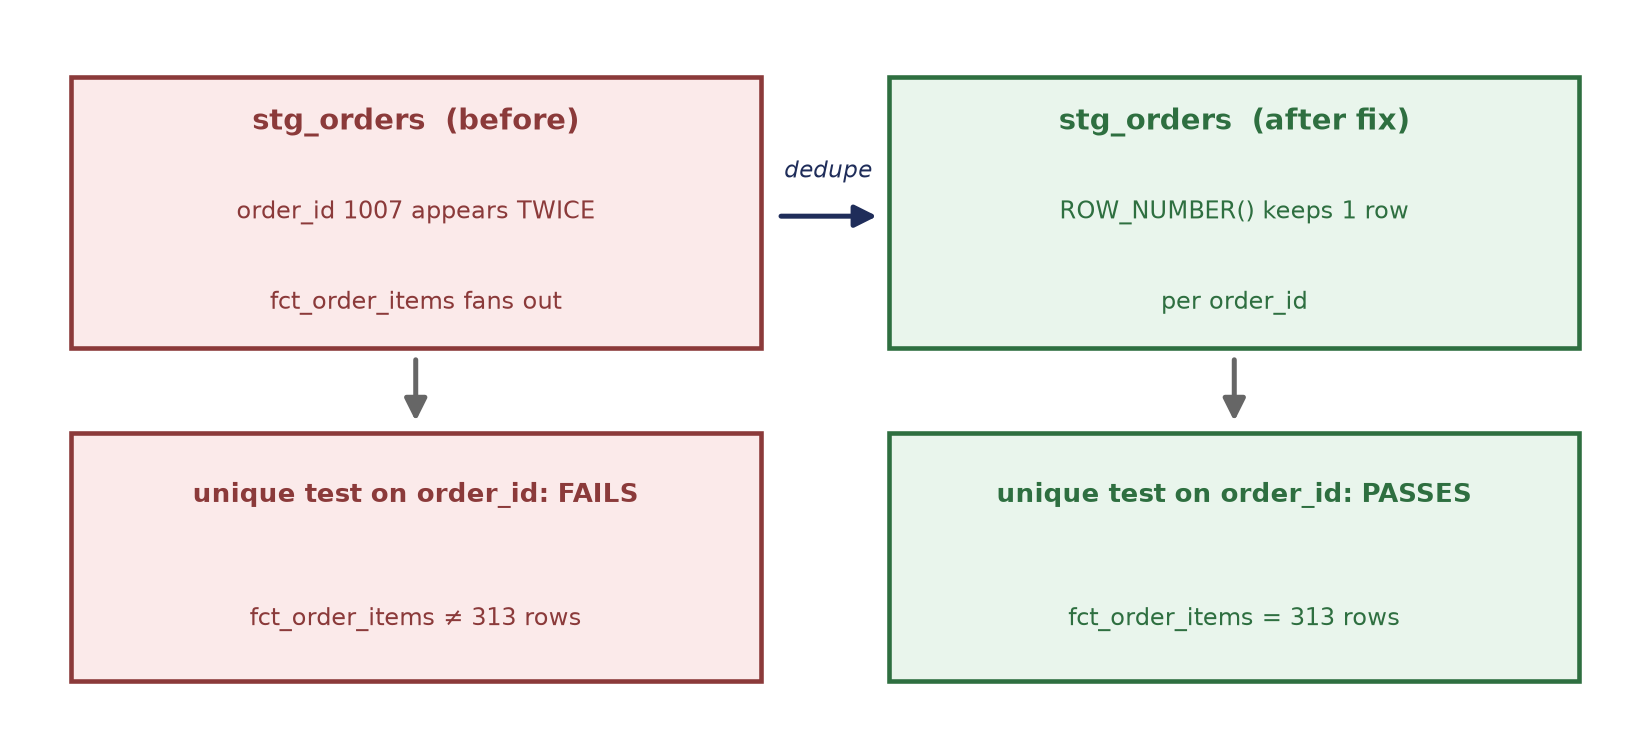 stg_orders  (before)
order_id 1007 appears TWICE
fct_order_items fans out
dedupe
stg_orders  (after fix)
ROW_NUMBER() keeps 1 row
per order_id
unique test on order_id: FAILS
fct_order_items ≠ 313 rows
unique test on order_id: PASSES
fct_order_items = 313 rows